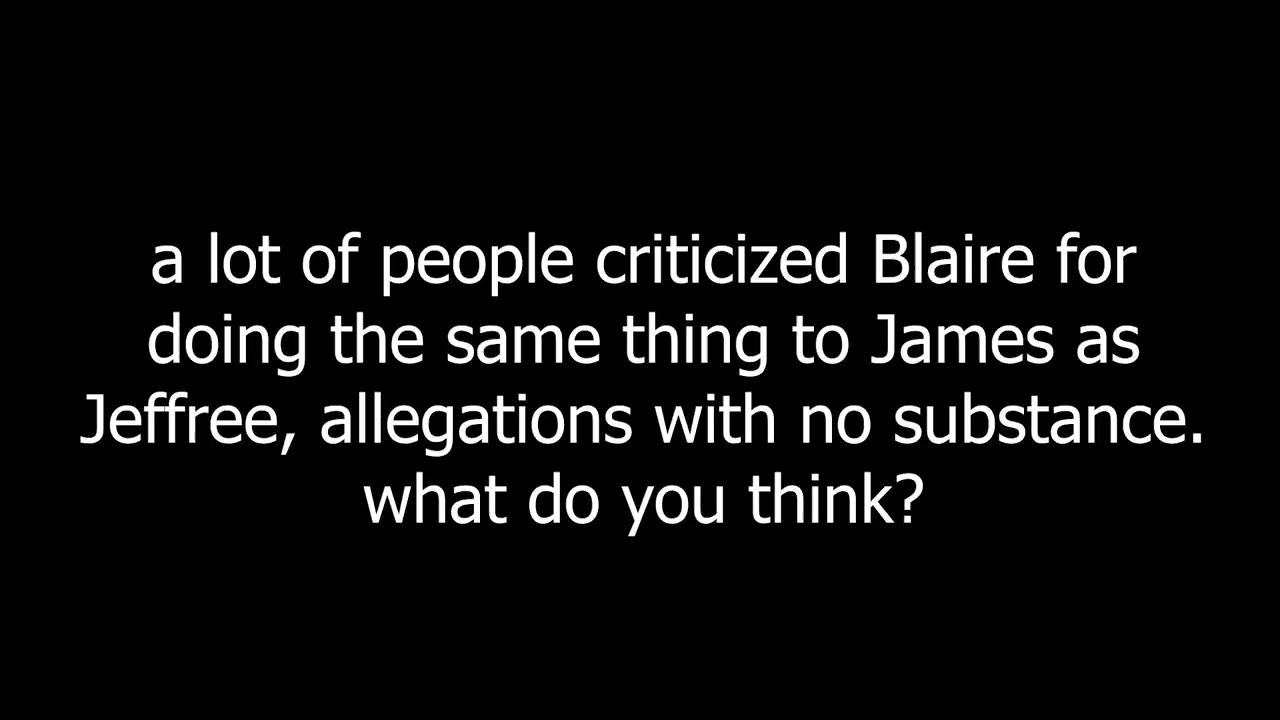 a lot of people criticized Blaire for
doing the same thing to James as
Jeffree, allegations with no substance.
what do you think?